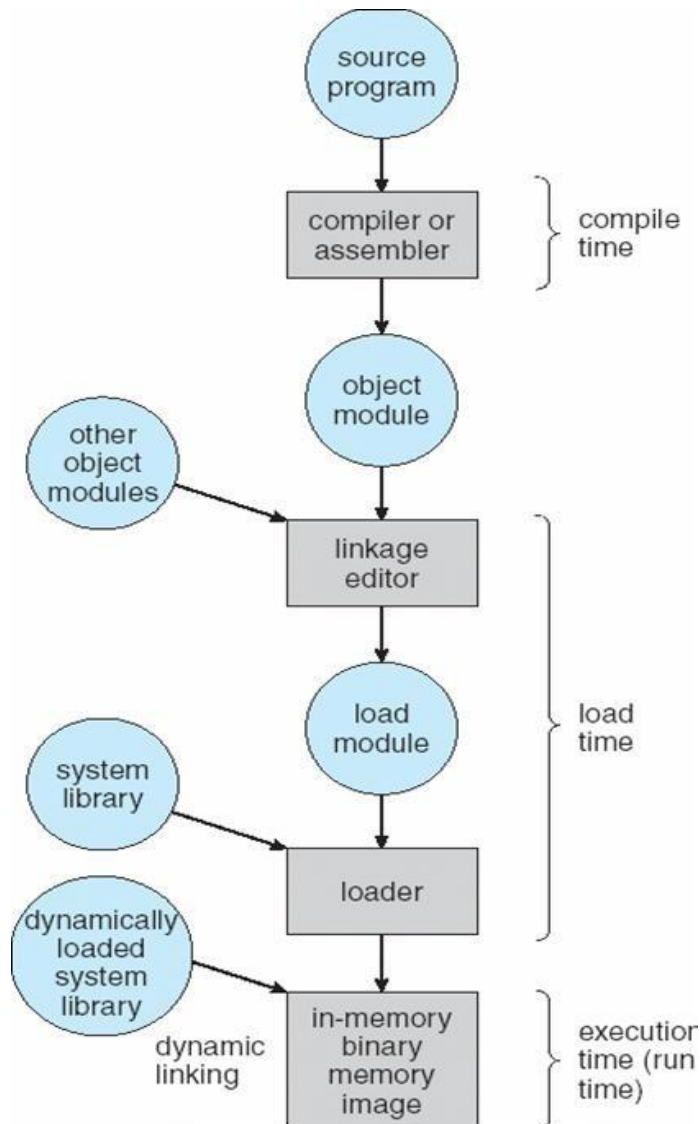 source
program
compiler or
assembler
compile
time
object
module
other
object
modules
linkage
editor
load
module
load
time
system
library
loader
dynamically
loaded
system
library
dynamic
linking
in-memory
binary
memory
image
execution
time (run
time)